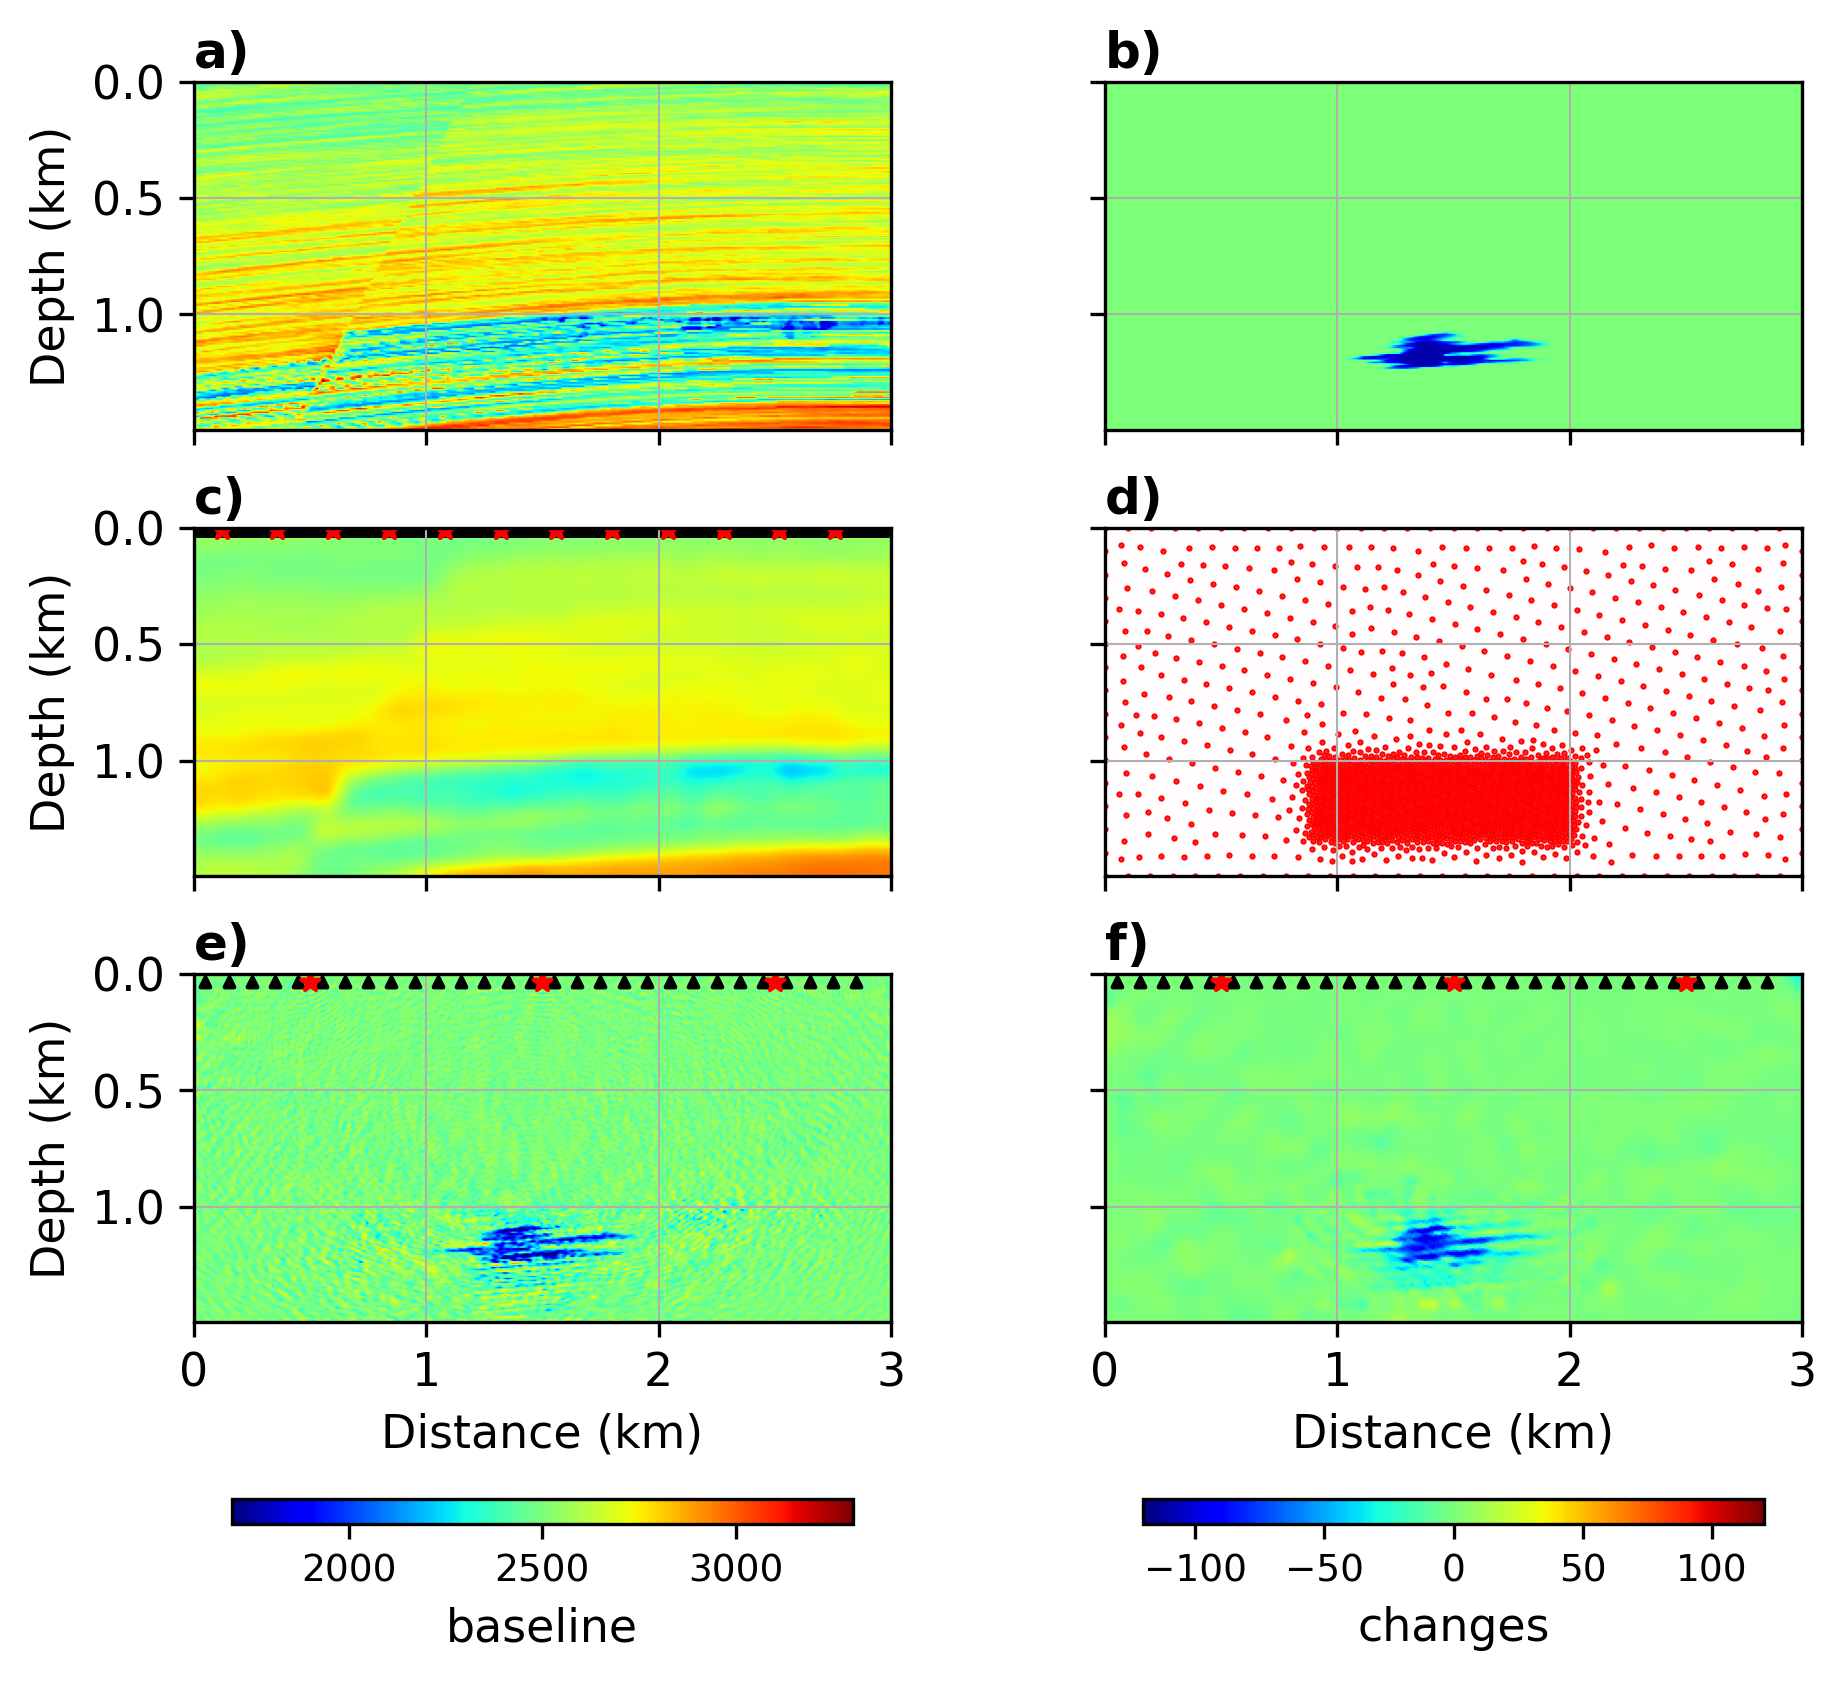 a)
b)
0.0
0.5
1.0
Depth (km)
c)
d)
0.0
0.5
1.0
Depth (km)
e)
f)
0.0
0.5
1.0
Depth (km)
0 1 2 3
0 1 2 3
Distance (km)
Distance (km)
2000 2500 3000
−100 −50 0 50 100
baseline
changes